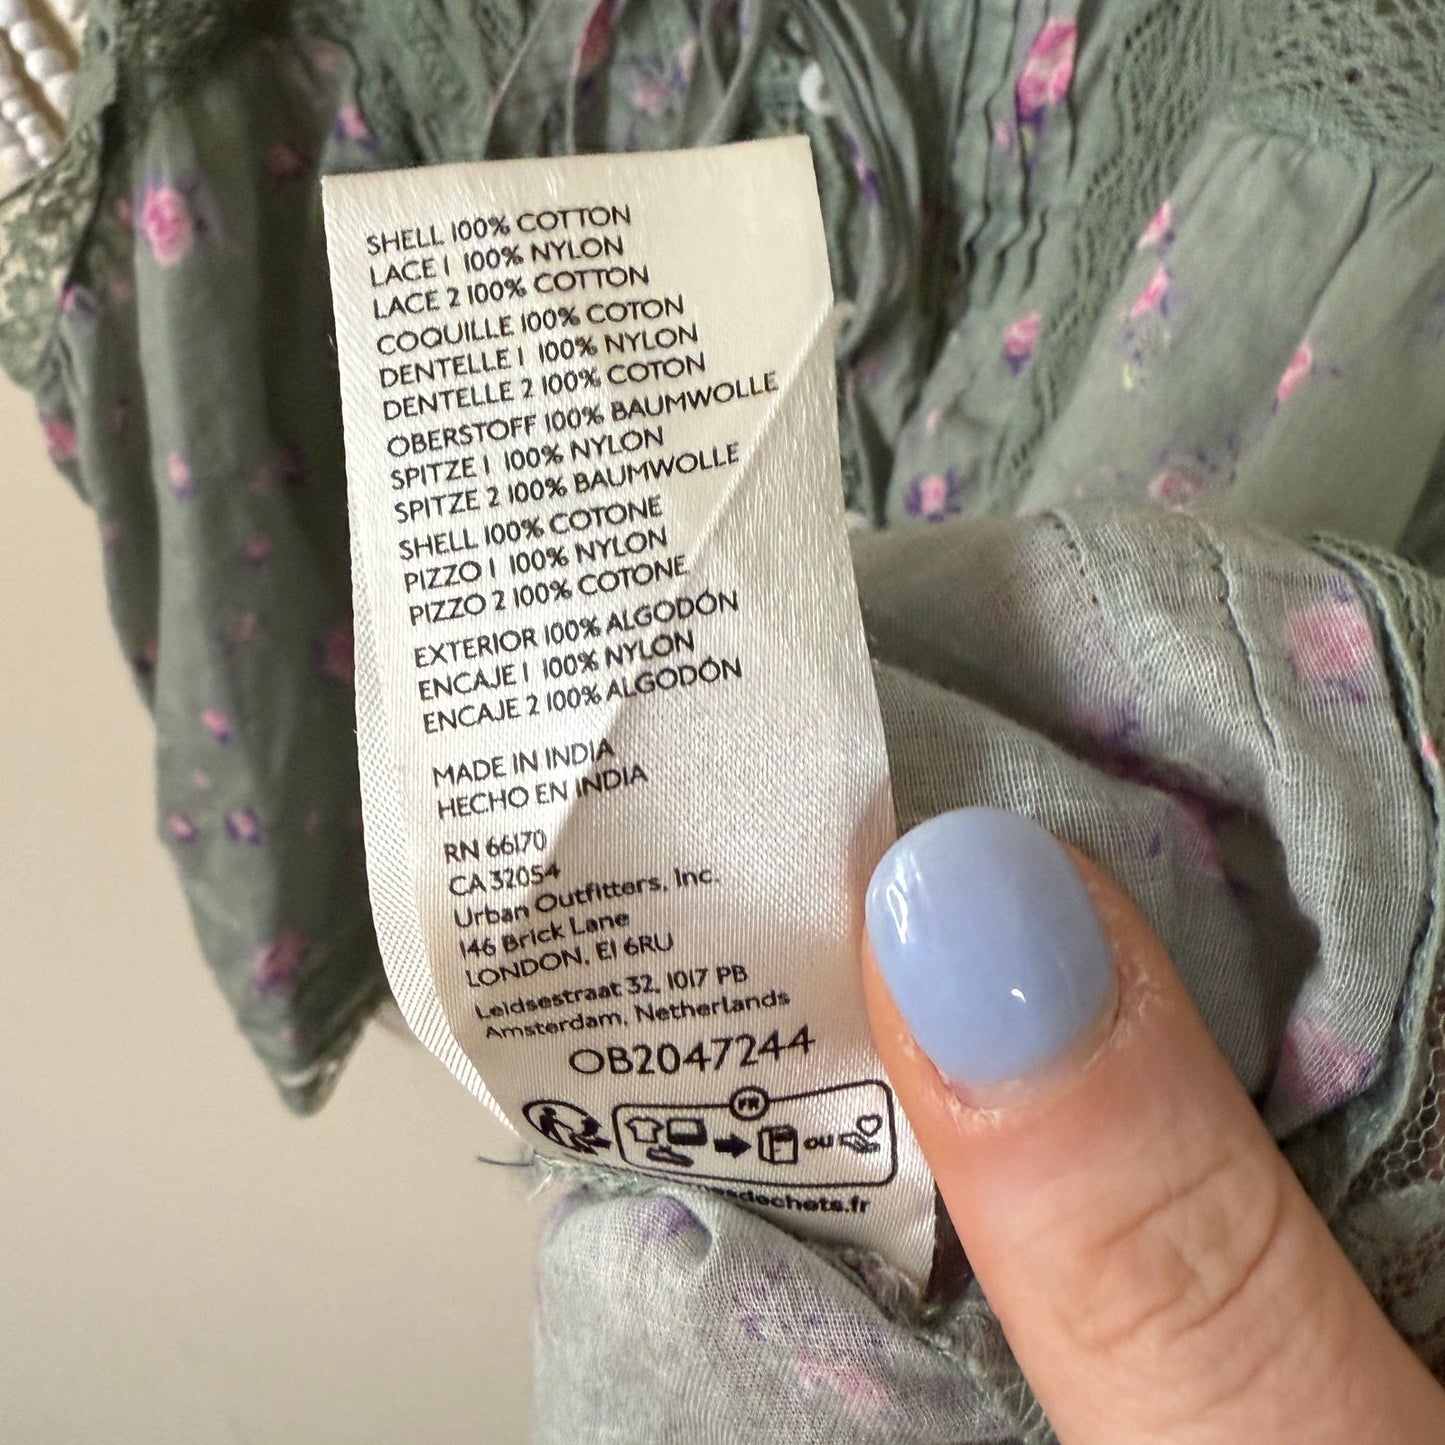 SHELL 100% COTTON
LACE 1 100% NYLON
LACE 2 100% COTTON
COQUILLE 100% COTON
DENTELLE 1 100% NYLON
DENTELLE 2 100% COTON
OBERSTOFF 100% BAUMWOLLE
SPITZE 1 100% NYLON
SPITZE 2 100% BAUMWOLLE
SHELL 100% COTONE
PIZZO 1 100% NYLON
PIZZO 2 100% COTONE
EXTERIOR 100% ALGODÓN
ENCAJE 1 100% NYLON
ENCAJE 2 100% ALGODÓN
MADE IN INDIA
HECHO EN INDIA
RN 66170
CA 32054
Urban Outfitters, Inc.
146 Brick Lane
LONDON, E1 6RU
Leidsestraat 32, 1017 PB
Amsterdam, Netherlands
OB2047244
FR
ou